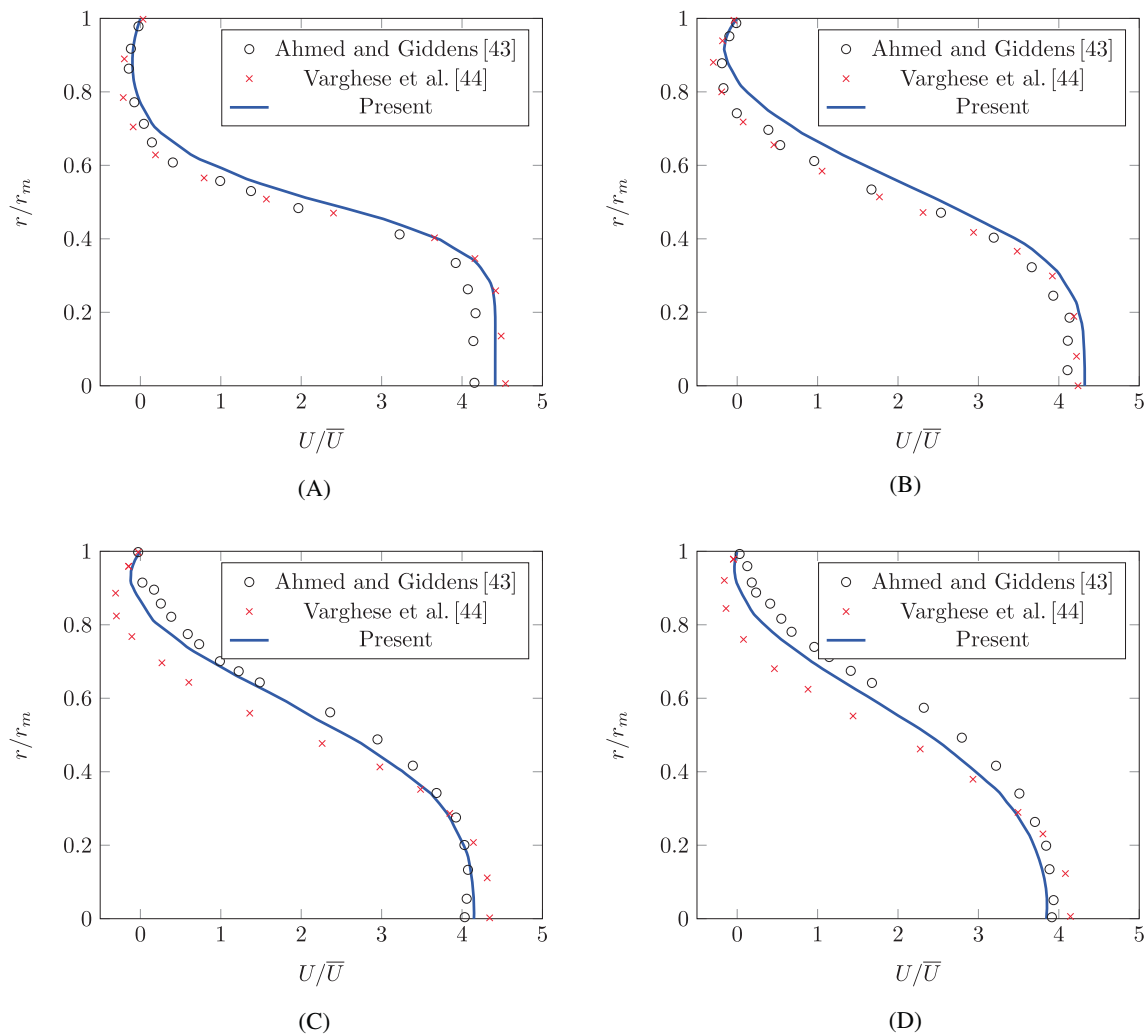 1
0.8
0.6
0.4
0.2
0
r/r_m
0 1 2 3 4 5
U/U̅
Ahmed and Giddens [43]
Varghese et al. [44]
Present
(A)
1
0.8
0.6
0.4
0.2
0
r/r_m
0 1 2 3 4 5
U/U̅
Ahmed and Giddens [43]
Varghese et al. [44]
Present
(B)
1
0.8
0.6
0.4
0.2
0
r/r_m
0 1 2 3 4 5
U/U̅
Ahmed and Giddens [43]
Varghese et al. [44]
Present
(C)
1
0.8
0.6
0.4
0.2
0
r/r_m
0 1 2 3 4 5
U/U̅
Ahmed and Giddens [43]
Varghese et al. [44]
Present
(D)